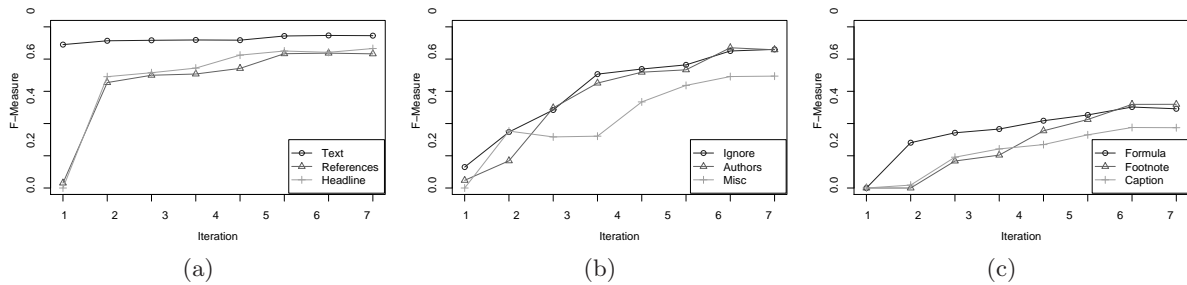 F−Measure
0.0
0.2
0.4
0.6
0
Text
References
Headline
1 2 3 4 5 6 7
Iteration
(a)
F−Measure
0.0
0.2
0.4
0.6
0
Ignore
Authors
Misc
1 2 3 4 5 6 7
Iteration
(b)
F−Measure
0.0
0.2
0.4
0.6
0
Formula
Footnote
Caption
1 2 3 4 5 6 7
Iteration
(c)